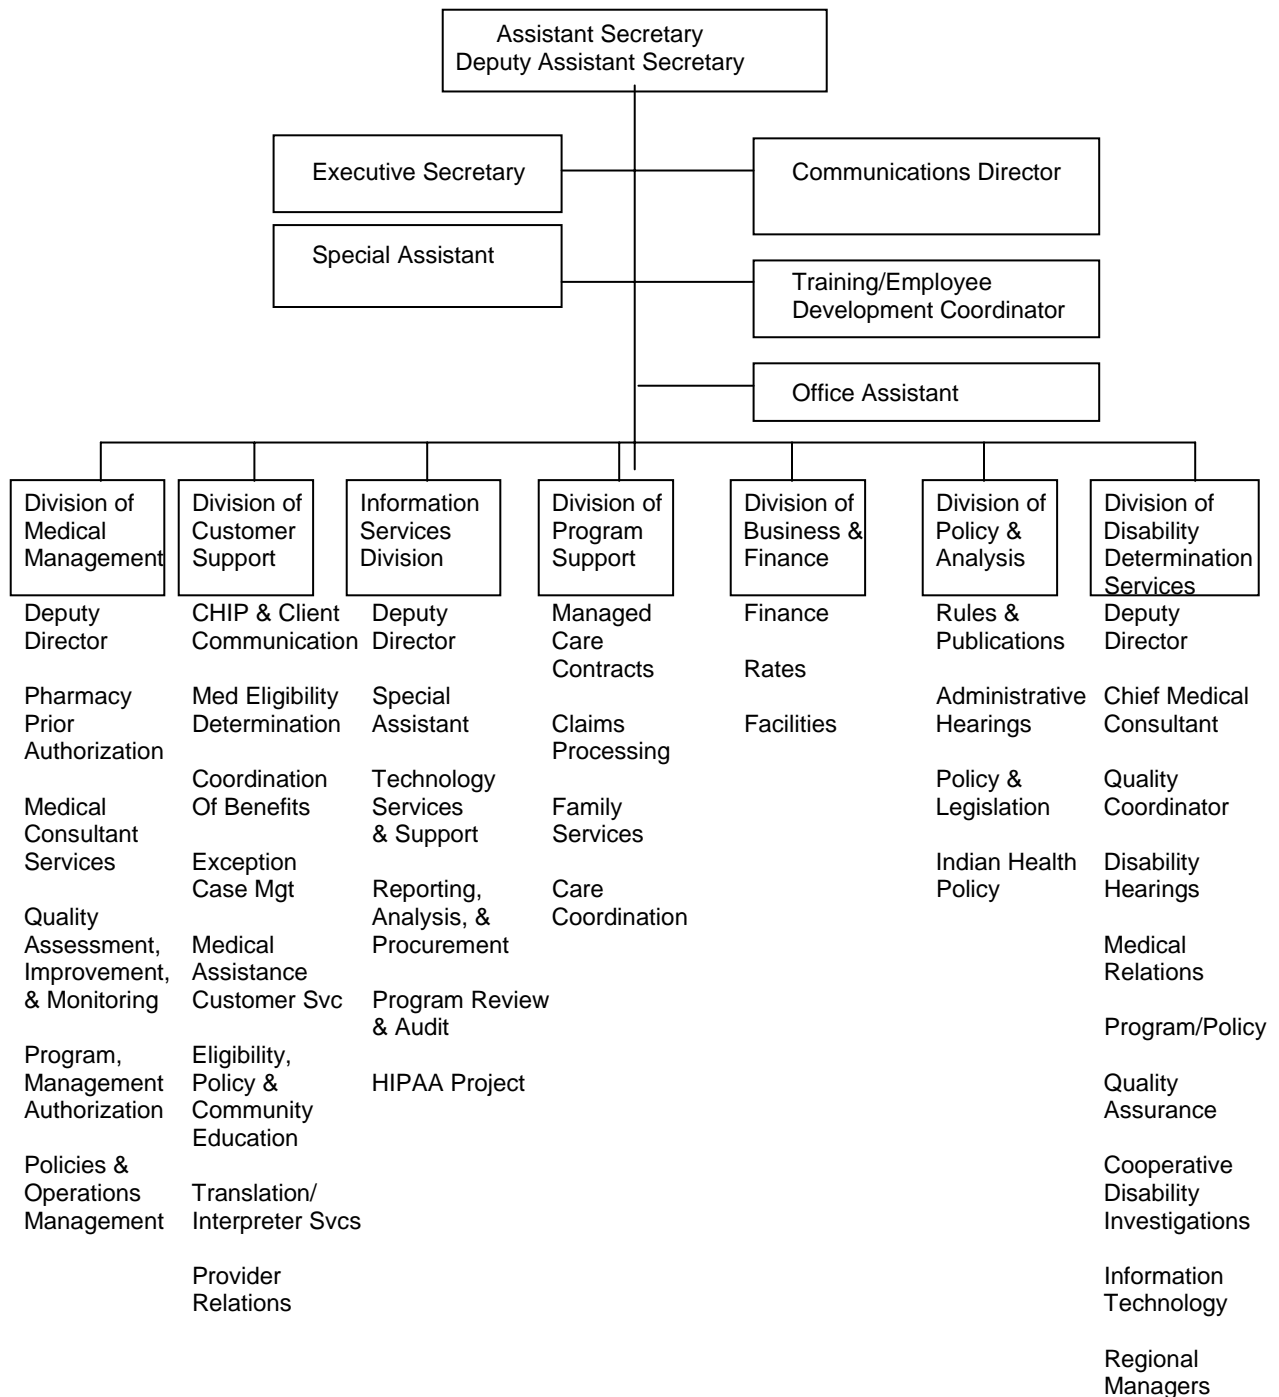 Assistant Secretary
Deputy Assistant Secretary
Executive Secretary
Communications Director
Special Assistant
Training/Employee
Development Coordinator
Office Assistant
Division of
Medical
Management
Deputy
Director
Pharmacy
Prior
Authorization
Medical
Consultant
Services
Quality
Assessment,
Improvement,
& Monitoring
Program,
Management
Authorization
Policies &
Operations
Management
Division of
Customer
Support
CHIP & Client
Communication
Med Eligibility
Determination
Coordination
Of Benefits
Exception
Case Mgt
Medical
Assistance
Customer Svc
Eligibility,
Policy &
Community
Education
Translation/
Interpreter Svcs
Provider
Relations
Information
Services
Division
Deputy
Director
Special
Assistant
Technology
Services
& Support
Reporting,
Analysis, &
Procurement
Program Review
& Audit
HIPAA Project
Division of
Program
Support
Managed
Care
Contracts
Claims
Processing
Family
Services
Care
Coordination
Division of
Business &
Finance
Finance
Rates
Facilities
Division of
Policy &
Analysis
Rules &
Publications
Administrative
Hearings
Policy &
Legislation
Indian Health
Policy
Division of
Disability
Determination
Services
Deputy
Director
Chief Medical
Consultant
Quality
Coordinator
Disability
Hearings
Medical
Relations
Program/Policy
Quality
Assurance
Cooperative
Disability
Investigations
Information
Technology
Regional
Managers